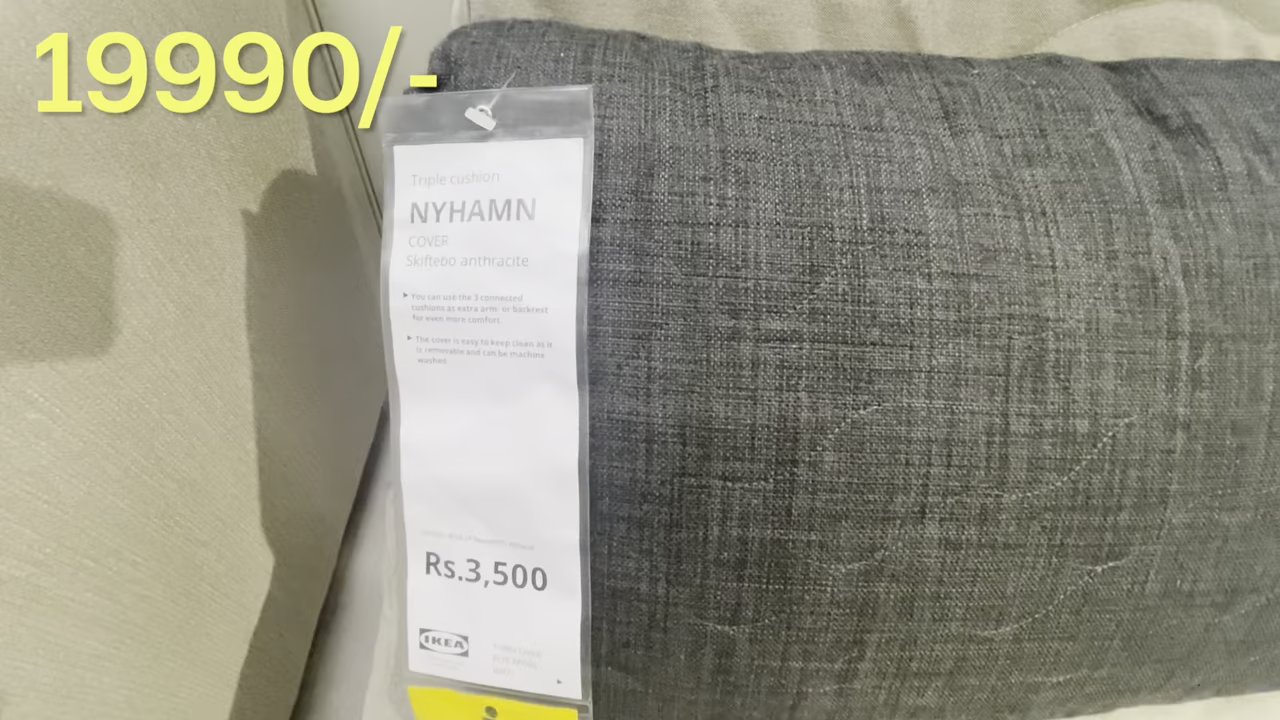 19990/-
Triple cushion
NYHAMN
COVER
Skiftebo anthracite
▶ You can use the 3 connected
cushions as extra arm- or backrest
for even more comfort.
▶ The cover is easy to keep clean as it
is removable and can be machine
washed.
Rs.3,500
IKEA